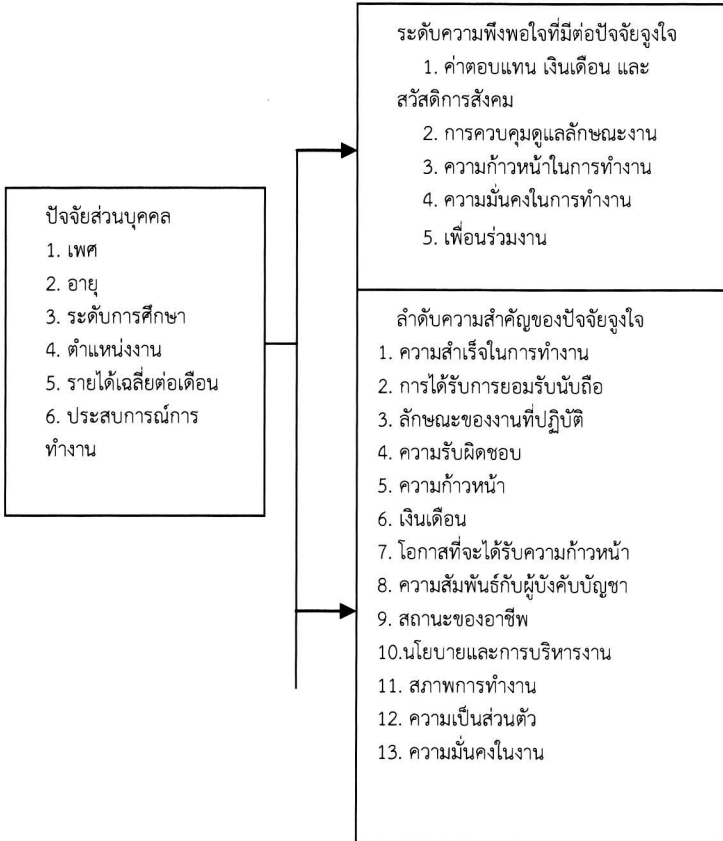 ปัจจัยส่วนบุคคล
1. เพศ
2. อายุ
3. ระดับการศึกษา
4. ตำแหน่งงาน
5. รายได้เฉลี่ยต่อเดือน
6. ประสบการณ์การ
ทำงาน
ระดับความพึงพอใจที่มีต่อปัจจัยจูงใจ
1. ค่าตอบแทน เงินเดือน และ
สวัสดิการสังคม
2. การควบคุมดูแลลักษณะงาน
3. ความก้าวหน้าในการทำงาน
4. ความมั่นคงในการทำงาน
5. เพื่อนร่วมงาน
ลำดับความสำคัญของปัจจัยจูงใจ
1. ความสำเร็จในการทำงาน
2. การได้รับการยอมรับนับถือ
3. ลักษณะของงานที่ปฏิบัติ
4. ความรับผิดชอบ
5. ความก้าวหน้า
6. เงินเดือน
7. โอกาสที่จะได้รับความก้าวหน้า
8. ความสัมพันธ์กับผู้บังคับบัญชา
9. สถานะของอาชีพ
10.นโยบายและการบริหารงาน
11. สภาพการทำงาน
12. ความเป็นส่วนตัว
13. ความมั่นคงในงาน